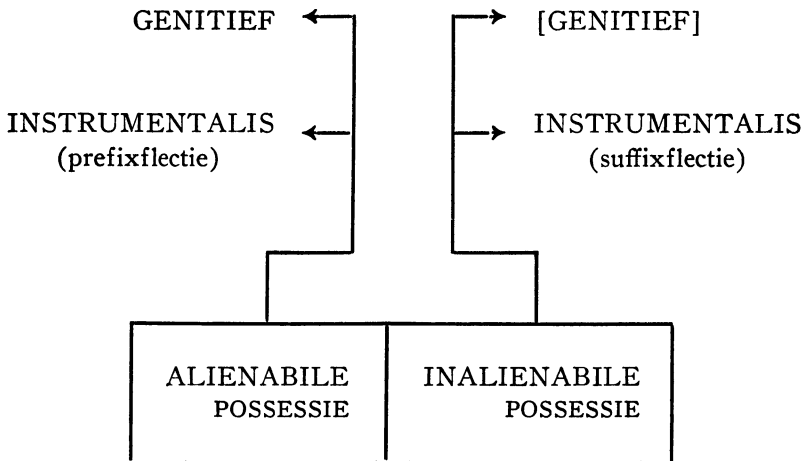 GENITIEF
[GENITIEF]
INSTRUMENTALIS
(prefixflectie)
INSTRUMENTALIS
(suffixflectie)
ALIENABILE
POSSESSIE
INALIENABILE
POSSESSIE